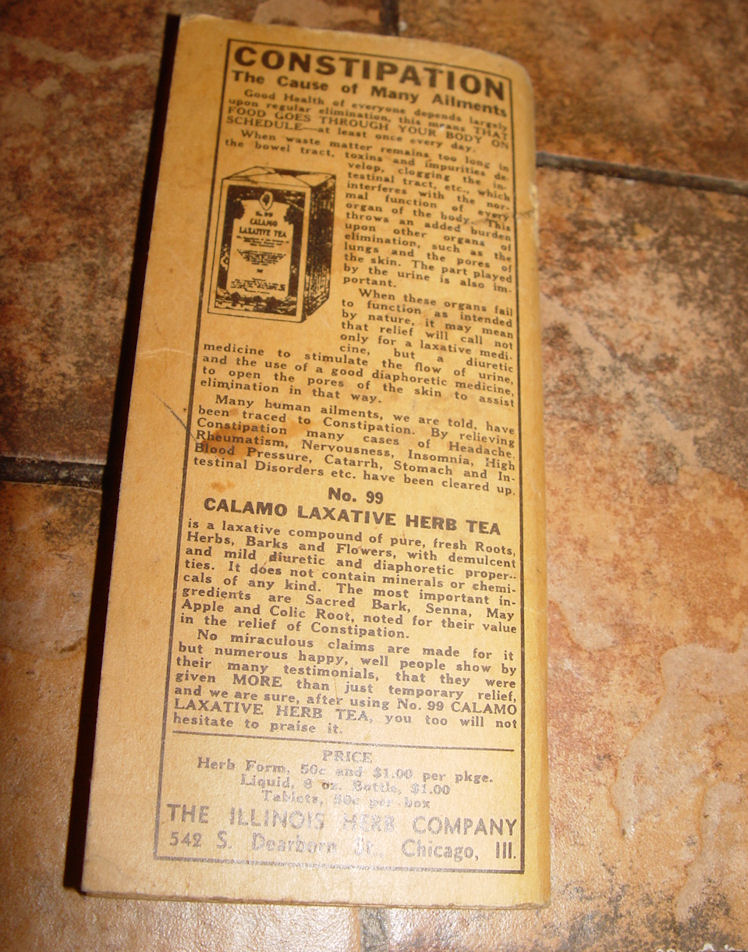 CONSTIPATION
The Cause of Many Ailments
Good Health of everyone depends largely
upon regular elimination, this means THAT
FOOD GOES THROUGH YOUR BODY ON
SCHEDULE—at least once every day.
When waste matter remains too long in
the bowel tract, toxins and impurities de-
velop, clogging the in-
testinal tract, etc., which
interferes with the nor-
mal function of every
organ of the body. This
throws an added burden
upon other organs of
elimination, such as the
lungs and the pores of
the skin. The part played
by the urine is also im-
portant.
No. 99
CALAMO
LAXATIVE TEA
When these organs fail
to function as intended
by nature, it may mean
that relief will call not
only for a laxative medi-
cine, but a diuretic
medicine to stimulate the flow of urine,
and the use of a good diaphoretic medicine,
to open the pores of the skin to assist
elimination in that way.
Many human ailments, we are told, have
been traced to Constipation. By relieving
Constipation many cases of Headache,
Rheumatism, Nervousness, Insomnia, High
Blood Pressure, Catarrh, Stomach and In-
testinal Disorders etc. have been cleared up.
No. 99
CALAMO LAXATIVE HERB TEA
is a laxative compound of pure, fresh Roots,
Herbs, Barks and Flowers, with demulcent
and mild diuretic and diaphoretic proper-
ties. It does not contain minerals or chemi-
cals of any kind. The most important in-
gredients are Sacred Bark, Senna, May
Apple and Colic Root, noted for their value
in the relief of Constipation.
No miraculous claims are made for it
but numerous happy, well people show by
their many testimonials, that they were
given MORE than just temporary relief,
and we are sure, after using No. 99 CALAMO
LAXATIVE HERB TEA, you too will not
hesitate to praise it.
PRICE
Herb Form, 50c and $1.00 per pkge.
Liquid, 8 oz. Bottle, $1.00
Tablets, 50c per box
THE ILLINOIS HERB COMPANY
542 S. Dearborn St. Chicago, Ill.